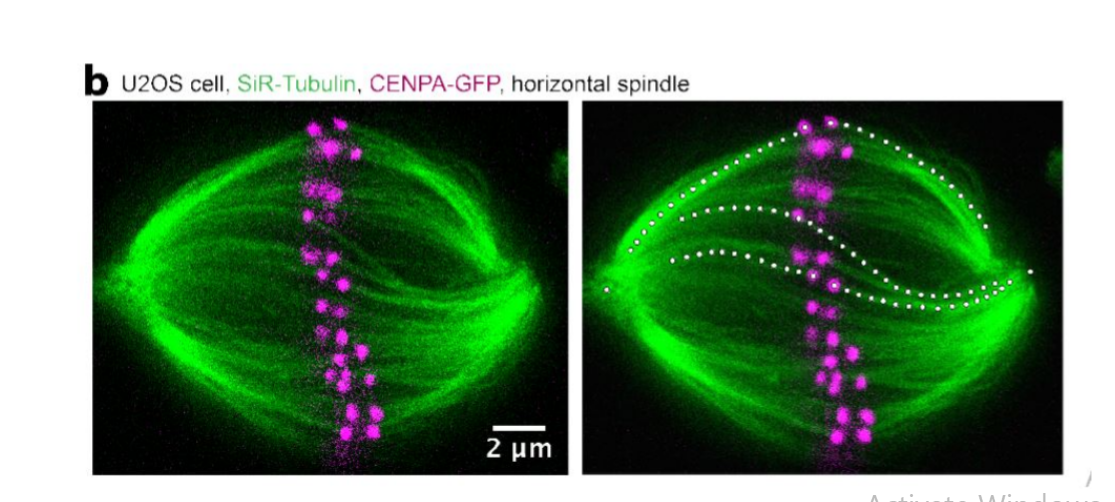 b U2OS cell, SiR-Tubulin, CENPA-GFP, horizontal spindle
2 μm